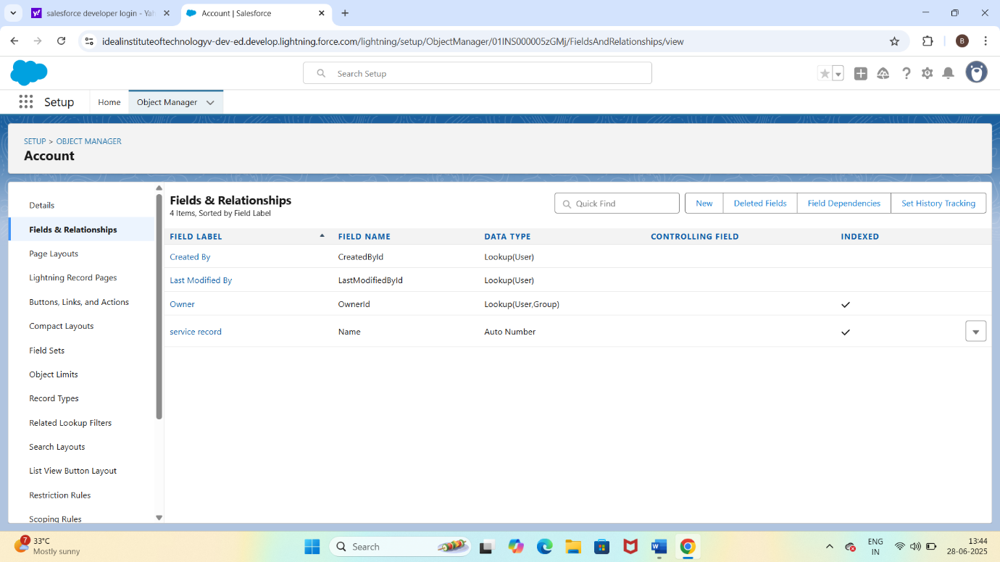 salesforce developer login - Yah
Account | Salesforce
idealinstituteoftechnologyv-dev-ed.develop.lightning.force.com/lightning/setup/ObjectManager/01INS000005zGMj/FieldsAndRelationships/view
B
Search Setup
Setup
Home
Object Manager
SETUP > OBJECT MANAGER
Account
Details
Fields & Relationships
Page Layouts
Lightning Record Pages
Buttons, Links, and Actions
Compact Layouts
Field Sets
Object Limits
Record Types
Related Lookup Filters
Search Layouts
List View Button Layout
Restriction Rules
Scoping Rules
Fields & Relationships
4 Items, Sorted by Field Label
Quick Find
New
Deleted Fields
Field Dependencies
Set History Tracking
FIELD LABEL FIELD NAME DATA TYPE CONTROLLING FIELD INDEXED
Created By CreatedById Lookup(User)
Last Modified By LastModifiedById Lookup(User)
Owner OwnerId Lookup(User,Group)
service record Name Auto Number
7
33°C
Mostly sunny
Search
ENG
IN
13:44
28-06-2025